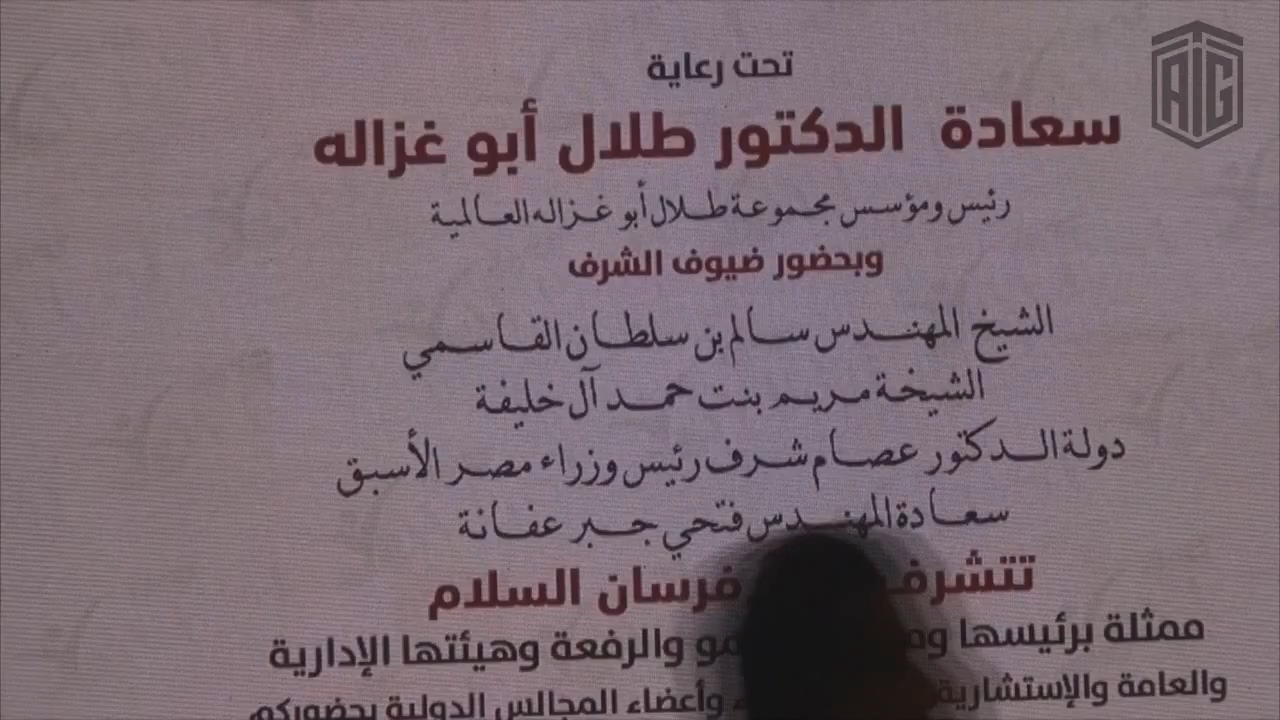 TAG
تحت رعاية
سعادة الدكتور طلال أبو غزاله
رئيس ومؤسس مجموعة طلال أبو غزاله العالمية
وبحضور ضيوف الشرف
الشيخ المهندس سالم بن سلطان القاسمي
الشيخة مريم بنت حمد آل خليفة
دولة الدكتور عصام شرف رئيس وزراء مصر الأسبق
سعادة المهندس فتحي جبر عفانة
تتشرف فرسان السلام
ممثلة برئيسها والرفعة وهيئتها الإدارية
والعامة والإستشارية وأعضاء المجالس الدولية بحضوركم